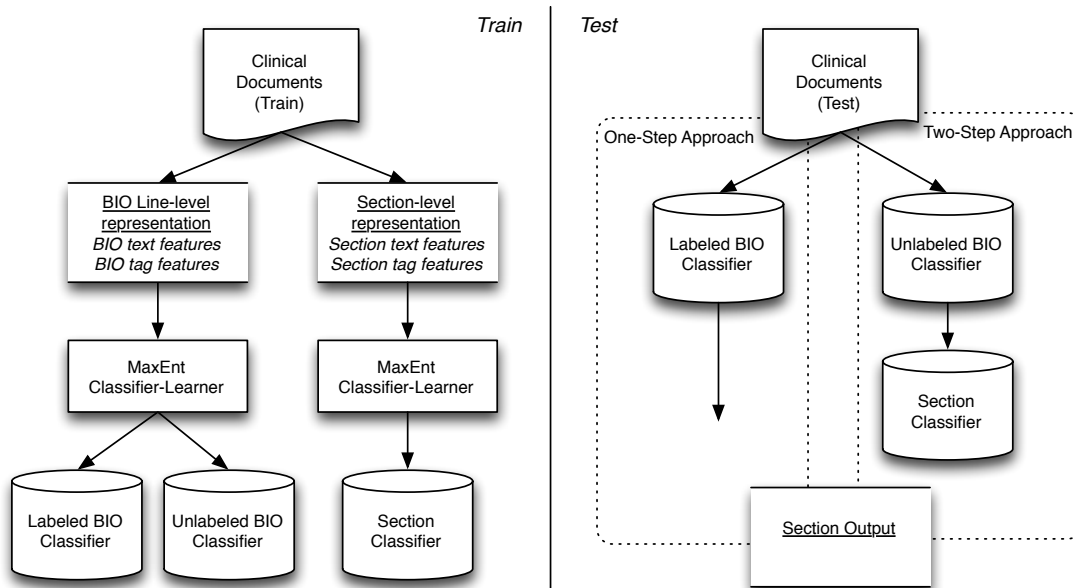 Train
Clinical
Documents
(Train)
BIO Line-level
representation
BIO text features
BIO tag features
Section-level
representation
Section text features
Section tag features
MaxEnt
Classifier-Learner
MaxEnt
Classifier-Learner
Labeled BIO
Classifier
Unlabeled BIO
Classifier
Section
Classifier
Test
Clinical
Documents
(Test)
One-Step Approach
Two-Step Approach
Labeled BIO
Classifier
Unlabeled BIO
Classifier
Section
Classifier
Section Output